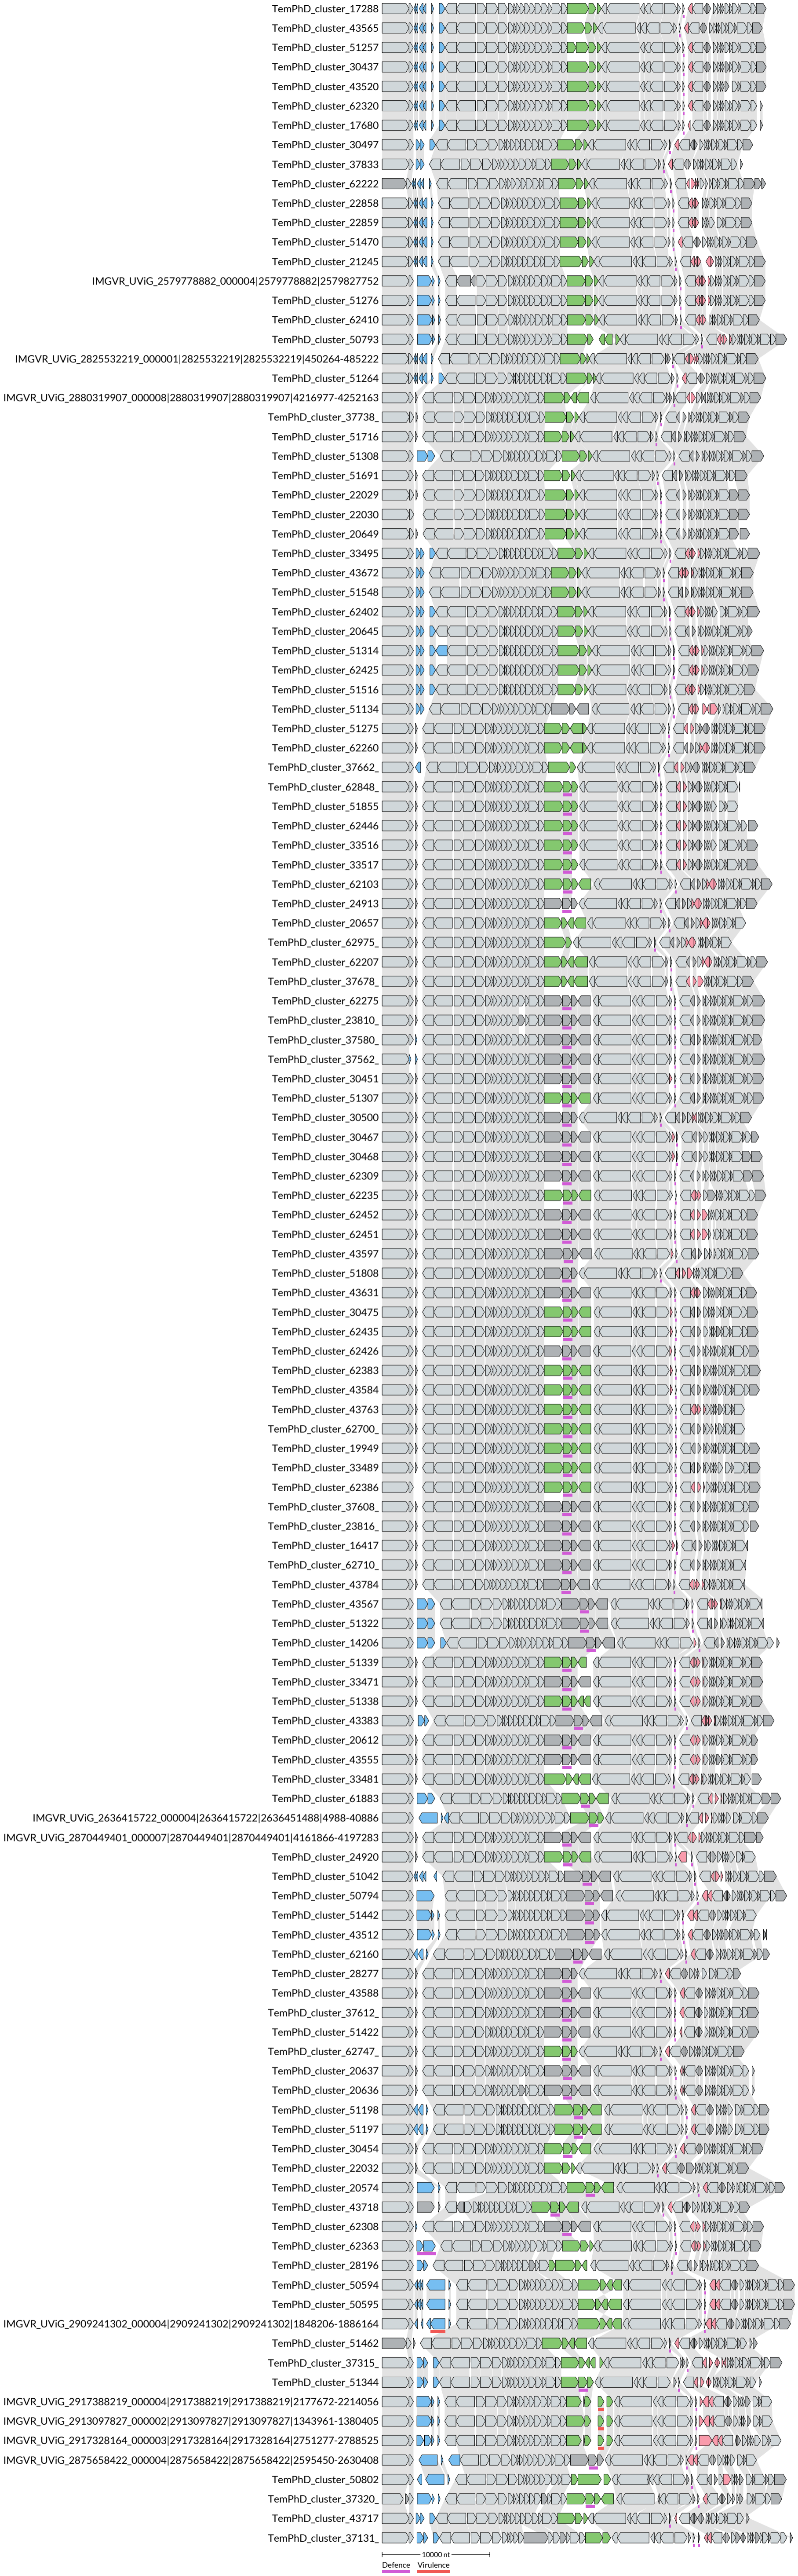 TemPhD_cluster_17288
TemPhD_cluster_43565
TemPhD_cluster_51257
TemPhD_cluster_30437
TemPhD_cluster_43520
TemPhD_cluster_62320
TemPhD_cluster_17680
TemPhD_cluster_30497
TemPhD_cluster_37833
TemPhD_cluster_62222
TemPhD_cluster_22858
TemPhD_cluster_22859
TemPhD_cluster_51470
TemPhD_cluster_21245
IMGVR_UViG_2579778882_000004|2579778882|2579827752
TemPhD_cluster_51276
TemPhD_cluster_62410
TemPhD_cluster_50793
IMGVR_UViG_2825532219_000001|2825532219|2825532219|450264-485222
TemPhD_cluster_51264
IMGVR_UViG_2880319907_000008|2880319907|2880319907|4216977-4252163
TemPhD_cluster_37738_
TemPhD_cluster_51716
TemPhD_cluster_51308
TemPhD_cluster_51691
TemPhD_cluster_22029
TemPhD_cluster_22030
TemPhD_cluster_20649
TemPhD_cluster_33495
TemPhD_cluster_43672
TemPhD_cluster_51548
TemPhD_cluster_62402
TemPhD_cluster_20645
TemPhD_cluster_51314
TemPhD_cluster_62425
TemPhD_cluster_51516
TemPhD_cluster_51134
TemPhD_cluster_51275
TemPhD_cluster_62260
TemPhD_cluster_37662_
TemPhD_cluster_62848_
TemPhD_cluster_51855
TemPhD_cluster_62446
TemPhD_cluster_33516
TemPhD_cluster_33517
TemPhD_cluster_62103
TemPhD_cluster_24913
TemPhD_cluster_20657
TemPhD_cluster_62975_
TemPhD_cluster_62207
TemPhD_cluster_37678_
TemPhD_cluster_62275
TemPhD_cluster_23810_
TemPhD_cluster_37580_
TemPhD_cluster_37562_
TemPhD_cluster_30451
TemPhD_cluster_51307
TemPhD_cluster_30500
TemPhD_cluster_30467
TemPhD_cluster_30468
TemPhD_cluster_62309
TemPhD_cluster_62235
TemPhD_cluster_62452
TemPhD_cluster_62451
TemPhD_cluster_43597
TemPhD_cluster_51808
TemPhD_cluster_43631
TemPhD_cluster_30475
TemPhD_cluster_62435
TemPhD_cluster_62426
TemPhD_cluster_62383
TemPhD_cluster_43584
TemPhD_cluster_43763
TemPhD_cluster_62700_
TemPhD_cluster_19949
TemPhD_cluster_33489
TemPhD_cluster_62386
TemPhD_cluster_37608_
TemPhD_cluster_23816_
TemPhD_cluster_16417
TemPhD_cluster_62710_
TemPhD_cluster_43784
TemPhD_cluster_43567
TemPhD_cluster_51322
TemPhD_cluster_14206
TemPhD_cluster_51339
TemPhD_cluster_33471
TemPhD_cluster_51338
TemPhD_cluster_43383
TemPhD_cluster_20612
TemPhD_cluster_43555
TemPhD_cluster_33481
TemPhD_cluster_61883
IMGVR_UViG_2636415722_000004|2636415722|2636451488|4988-40886
IMGVR_UViG_2870449401_000007|2870449401|2870449401|4161866-4197283
TemPhD_cluster_24920
TemPhD_cluster_51042
TemPhD_cluster_50794
TemPhD_cluster_51442
TemPhD_cluster_43512
TemPhD_cluster_62160
TemPhD_cluster_28277
TemPhD_cluster_43588
TemPhD_cluster_37612_
TemPhD_cluster_51422
TemPhD_cluster_62747_
TemPhD_cluster_20637
TemPhD_cluster_20636
TemPhD_cluster_51198
TemPhD_cluster_51197
TemPhD_cluster_30454
TemPhD_cluster_22032
TemPhD_cluster_20574
TemPhD_cluster_43718
TemPhD_cluster_62308
TemPhD_cluster_62363
TemPhD_cluster_28196
TemPhD_cluster_50594
TemPhD_cluster_50595
IMGVR_UViG_2909241302_000004|2909241302|2909241302|1848206-1886164
TemPhD_cluster_51462
TemPhD_cluster_37315_
TemPhD_cluster_51344
IMGVR_UViG_2917388219_000004|2917388219|2917388219|2177672-2214056
IMGVR_UViG_2913097827_000002|2913097827|2913097827|1343961-1380405
IMGVR_UViG_2917328164_000003|2917328164|2917328164|2751277-2788525
IMGVR_UViG_2875658422_000004|2875658422|2875658422|2595450-2630408
TemPhD_cluster_50802
TemPhD_cluster_37320_
TemPhD_cluster_43717
TemPhD_cluster_37131_
10000 nt
Defence Virulence